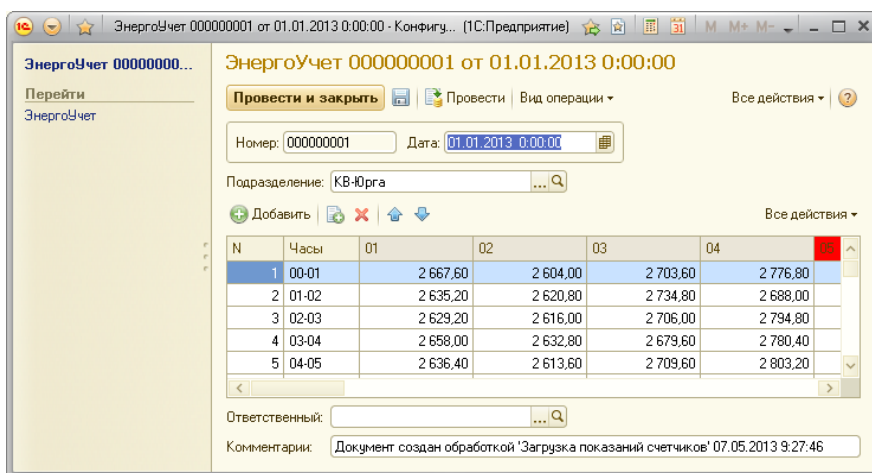 ЭнергоУчет 000000001 от 01.01.2013 0:00:00 - Конфигу... (1С:Предприятие) M M+ M-
ЭнергоУчет 00000000...
Перейти
ЭнергоУчет
ЭнергоУчет 000000001 от 01.01.2013 0:00:00
Провести и закрыть Провести Вид операции Все действия
Номер: 000000001 Дата: 01.01.2013 0:00:00
Подразделение: КВ-Юрга ...
Добавить Все действия
N Часы 01 02 03 04 05
1 00-01 2 667,60 2 604,00 2 703,60 2 776,80
2 01-02 2 635,20 2 620,80 2 734,80 2 688,00
3 02-03 2 629,20 2 616,00 2 706,00 2 794,80
4 03-04 2 658,00 2 632,80 2 679,60 2 780,40
5 04-05 2 636,40 2 613,60 2 709,60 2 803,20
Ответственный: ...
Комментарии: Документ создан обработкой 'Загрузка показаний счетчиков' 07.05.2013 9:27:46